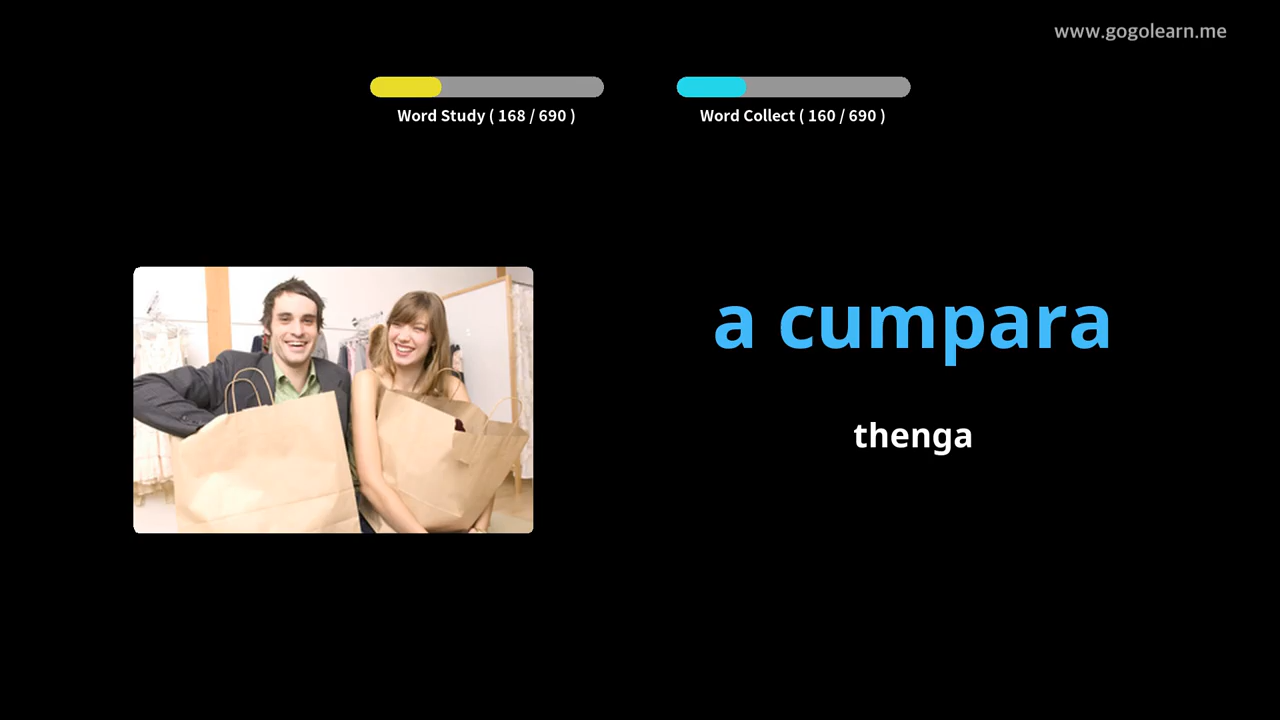 www.gogolearn.me
Word Study ( 168 / 690 )
Word Collect ( 160 / 690 )
a cumpara
thenga